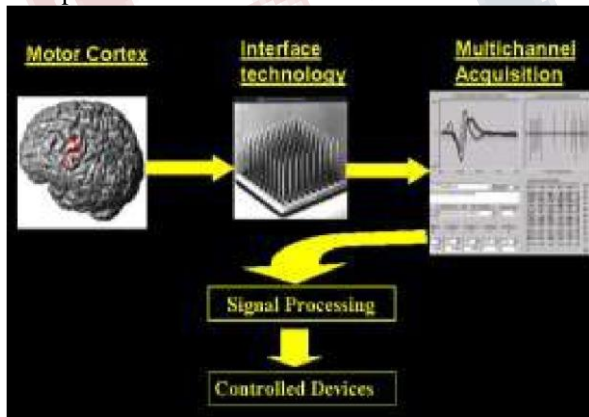 Motor Cortex
Interface
technology
Multichannel
Acquisition
Signal Processing
Controlled Devices